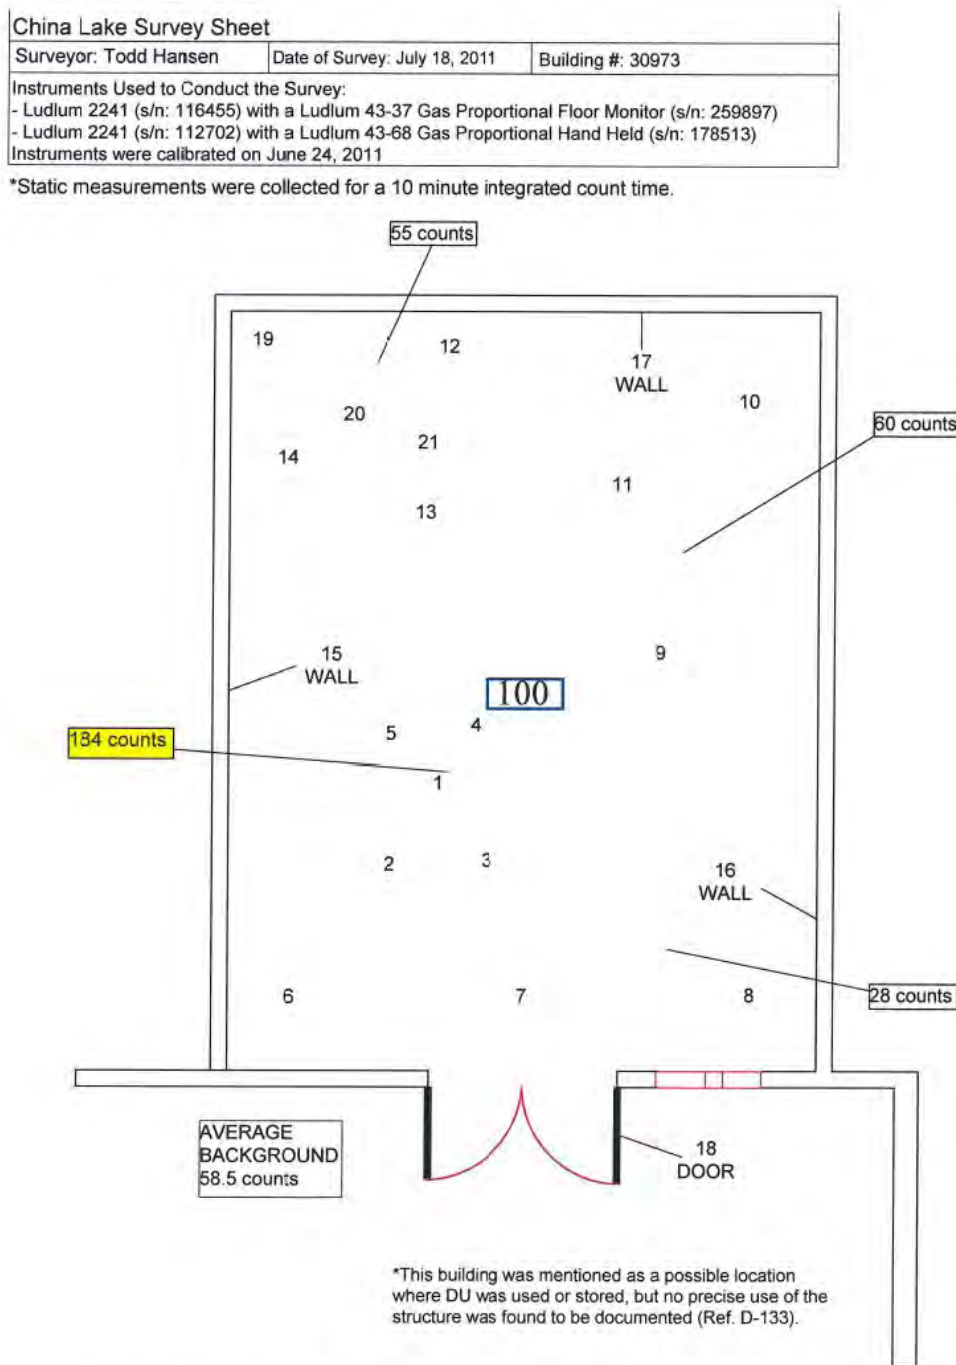 China Lake Survey Sheet
Surveyor: Todd Hansen
Date of Survey: July 18, 2011
Building #: 30973
Instruments Used to Conduct the Survey:
- Ludlum 2241 (s/n: 116455) with a Ludlum 43-37 Gas Proportional Floor Monitor (s/n: 259897)
- Ludlum 2241 (s/n: 112702) with a Ludlum 43-68 Gas Proportional Hand Held (s/n: 178513)
Instruments were calibrated on June 24, 2011
*Static measurements were collected for a 10 minute integrated count time.
55 counts
19
12
17
WALL
10
20
60 counts
21
14
11
13
15
WALL
9
100
5
4
184 counts
1
2
3
16
WALL
6
7
8
28 counts
AVERAGE
BACKGROUND
58.5 counts
18
DOOR
*This building was mentioned as a possible location
where DU was used or stored, but no precise use of the
structure was found to be documented (Ref. D-133).